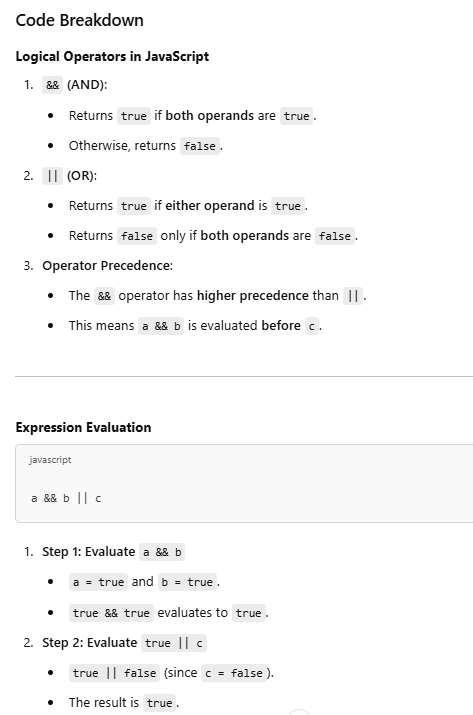 Code Breakdown
Logical Operators in JavaScript
1. && (AND):
• Returns true if both operands are true.
• Otherwise, returns false.
2. || (OR):
• Returns true if either operand is true.
• Returns false only if both operands are false.
3. Operator Precedence:
• The && operator has higher precedence than ||.
• This means a && b is evaluated before c.
Expression Evaluation
javascript
a && b || c
1. Step 1: Evaluate a && b
• a = true and b = true.
• true && true evaluates to true.
2. Step 2: Evaluate true || c
• true || false (since c = false).
• The result is true.